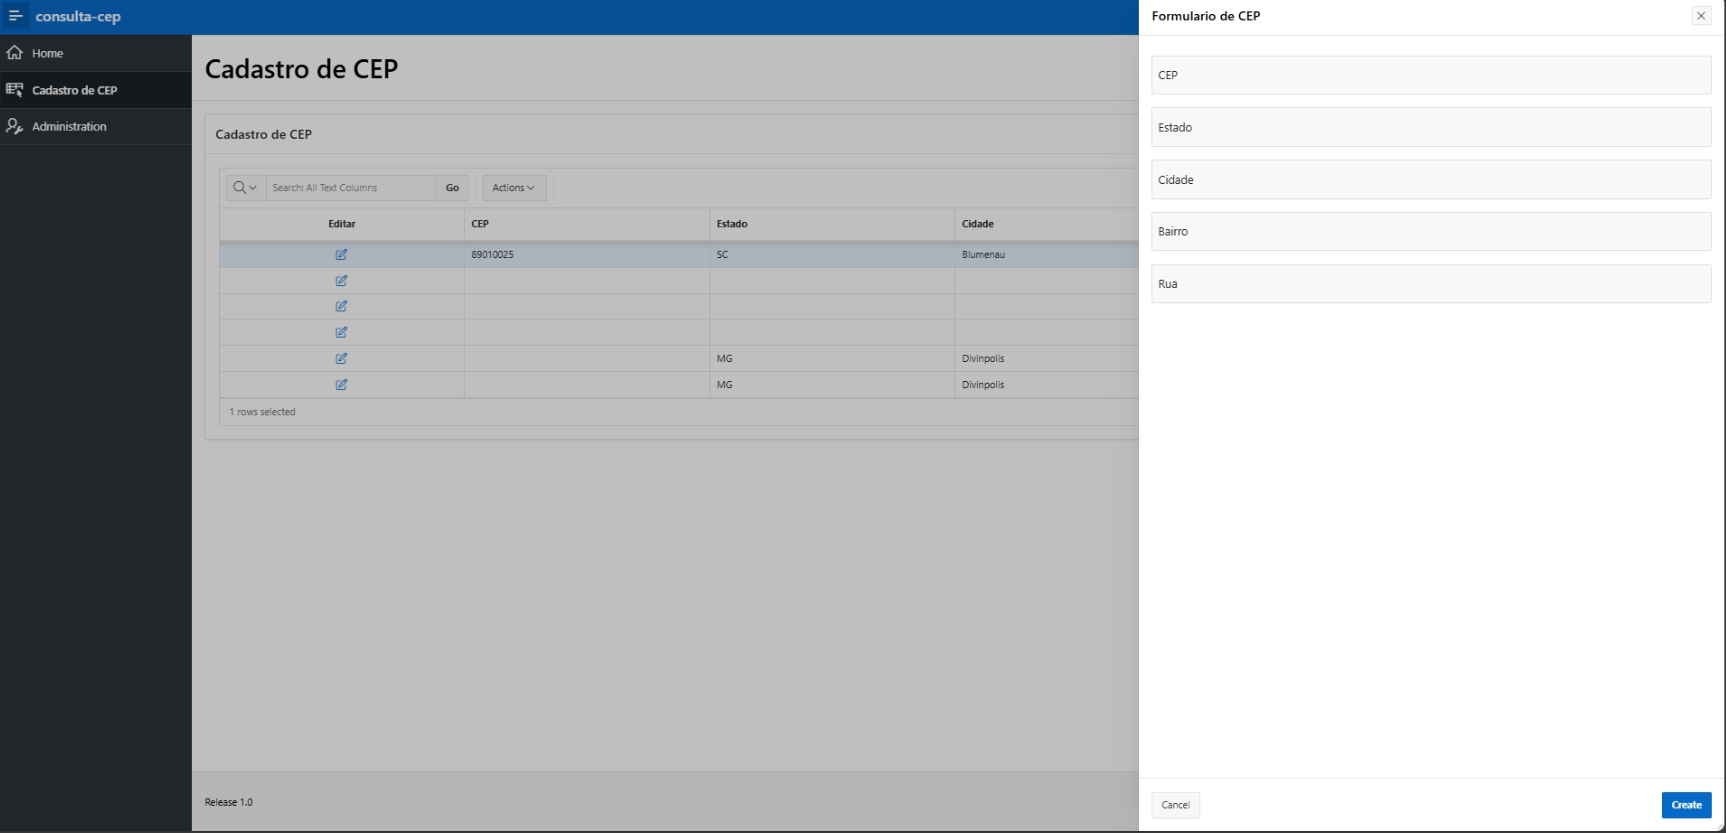 consulta-cep
Home
Cadastro de CEP
Administration
Cadastro de CEP
Cadastro de CEP
Search: All Text Columns
Go
Actions
Editar CEP Estado Cidade
89010025 SC Blumenau
MG Divinpolis
MG Divinpolis
1 rows selected
Release 1.0
Formulario de CEP
CEP
Estado
Cidade
Bairro
Rua
Cancel
Create